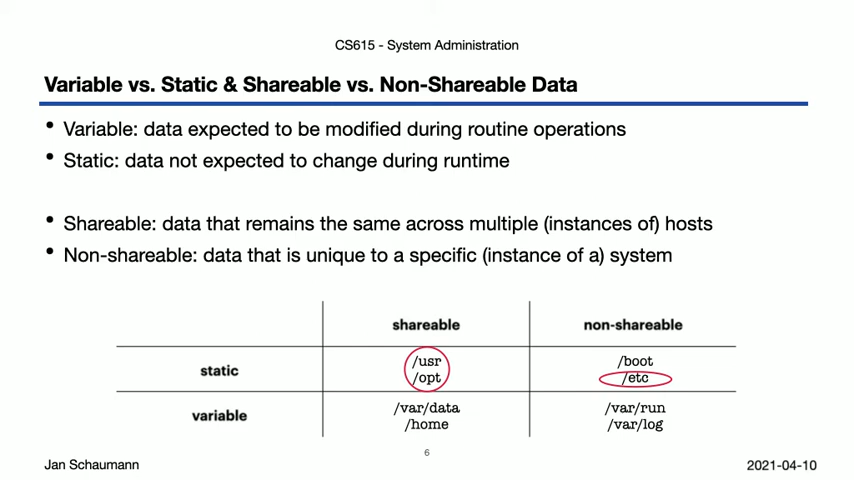 CS615 - System Administration
Variable vs. Static & Shareable vs. Non-Shareable Data
• Variable: data expected to be modified during routine operations
• Static: data not expected to change during runtime
• Shareable: data that remains the same across multiple (instances of) hosts
• Non-shareable: data that is unique to a specific (instance of a) system
shareable non-shareable
static /usr /opt /boot /etc
variable /var/data /home /var/run /var/log
6
Jan Schaumann 2021-04-10